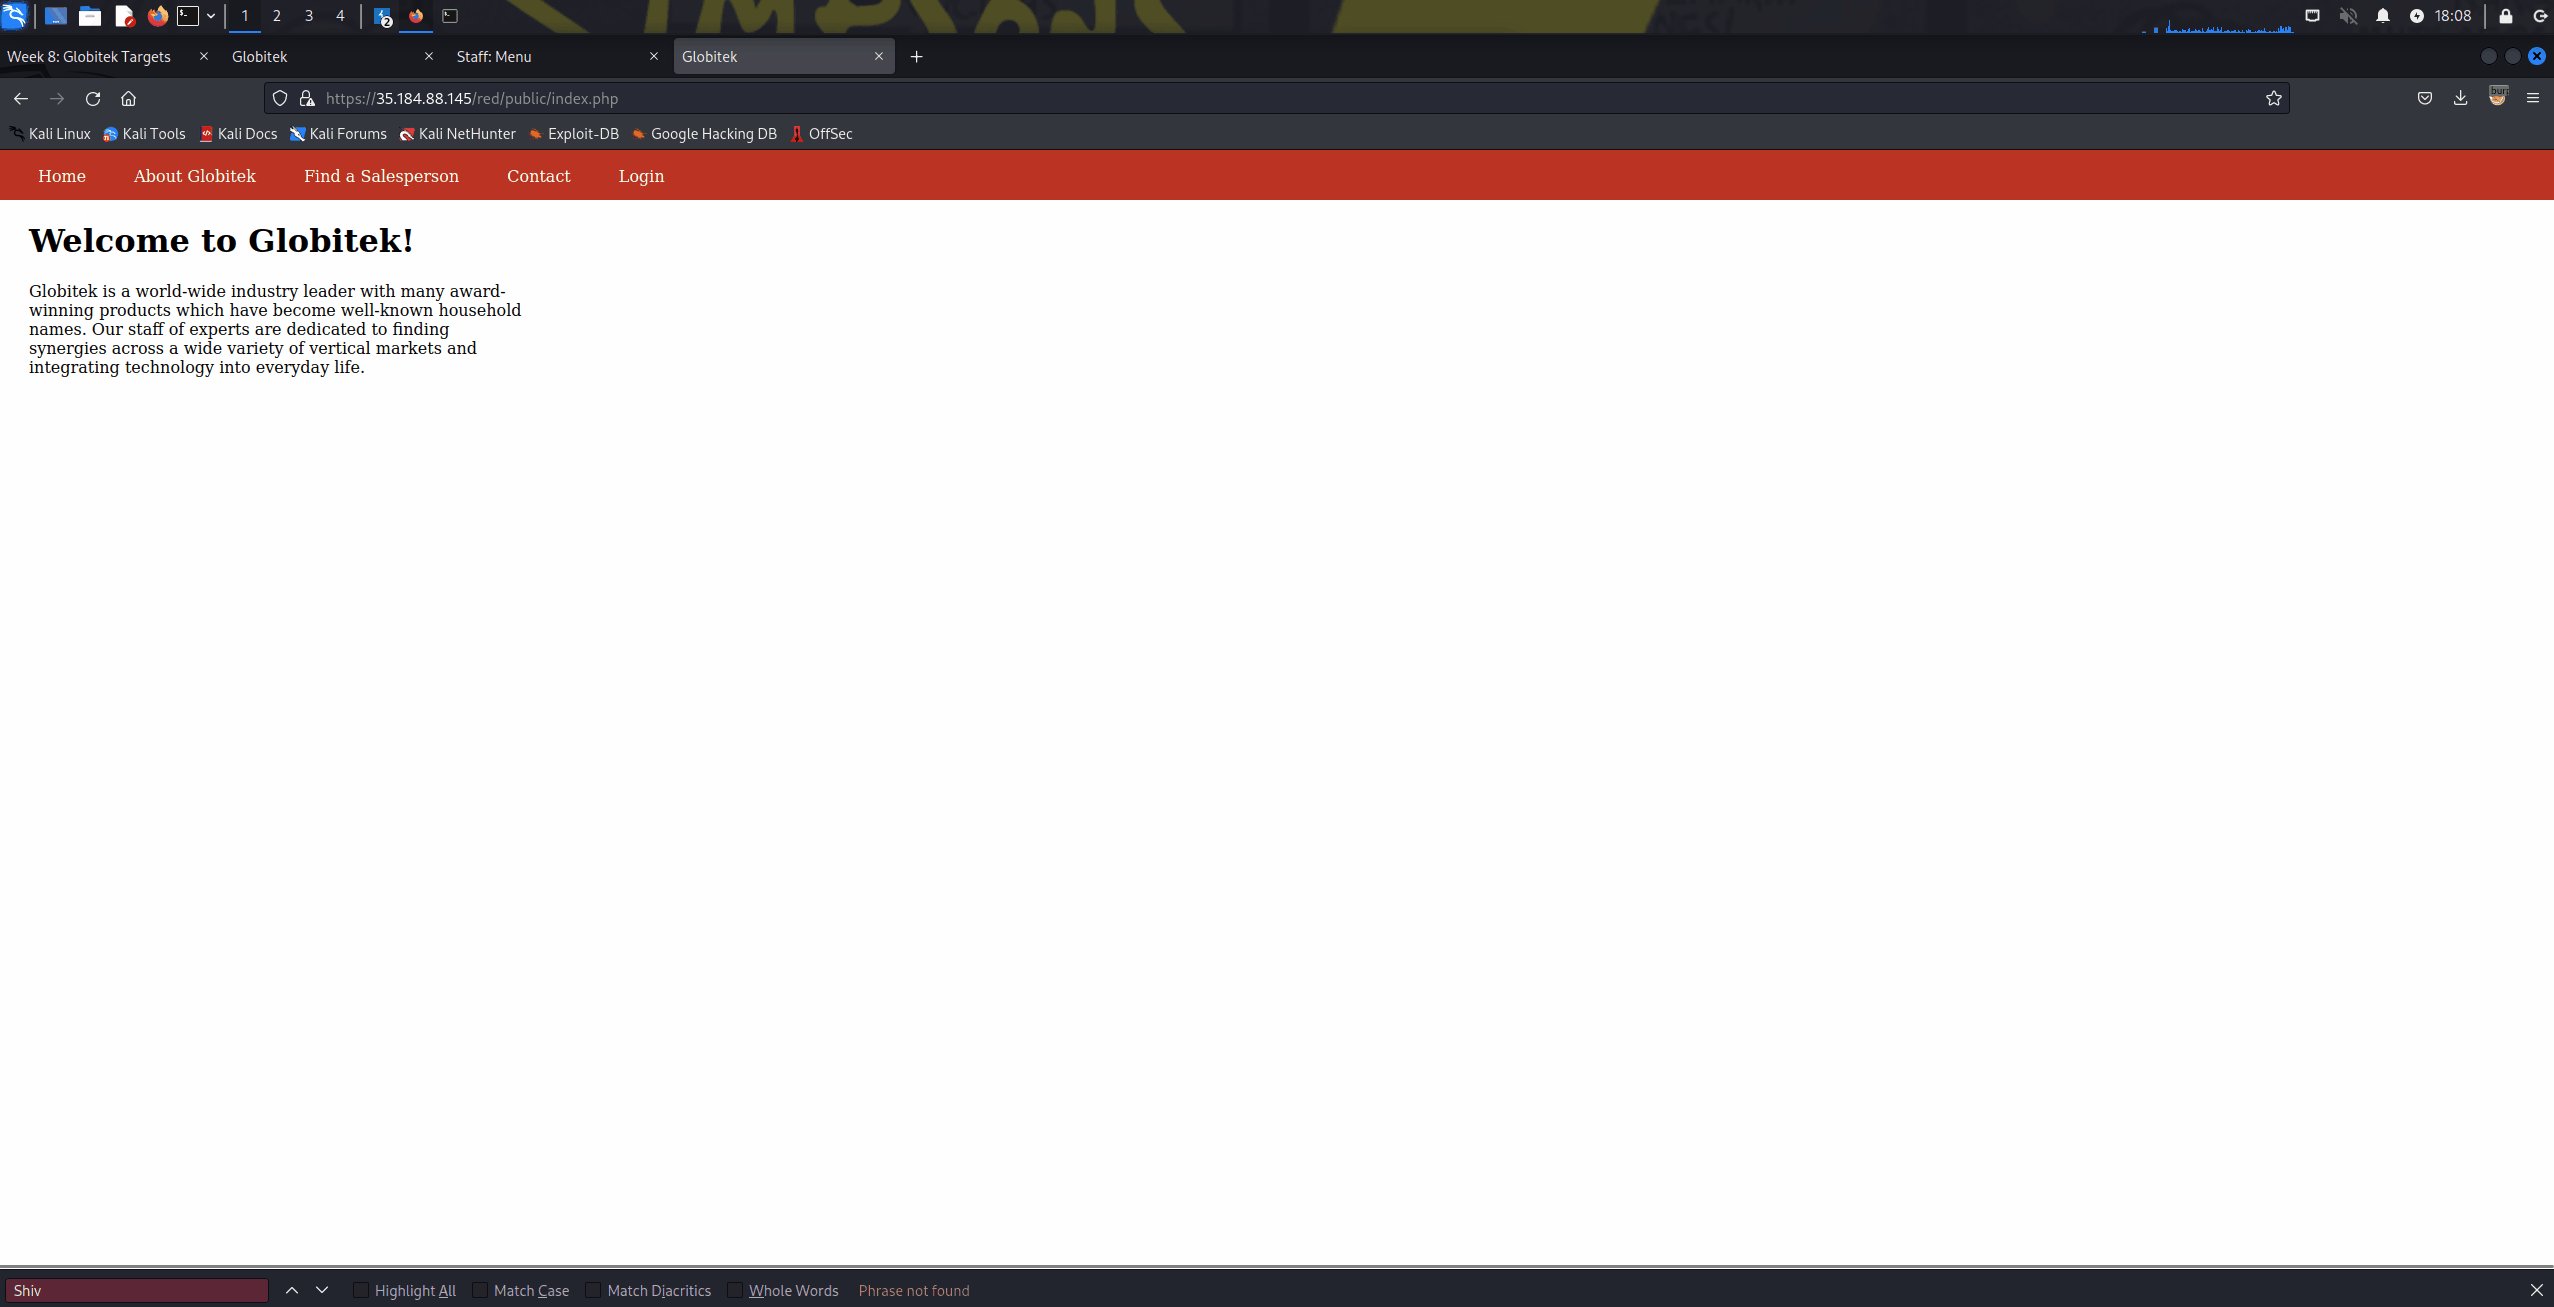 1 2 3 4 2 18:08
Week 8: Globitek Targets Globitek Staff: Menu Globitek
https://35.184.88.145/red/public/index.php
Kali Linux Kali Tools Kali Docs Kali Forums Kali NetHunter Exploit-DB Google Hacking DB OffSec
Home About Globitek Find a Salesperson Contact Login
Welcome to Globitek!
Globitek is a world-wide industry leader with many award-
winning products which have become well-known household
names. Our staff of experts are dedicated to finding
synergies across a wide variety of vertical markets and
integrating technology into everyday life.
Shiv Highlight All Match Case Match Diacritics Whole Words Phrase not found